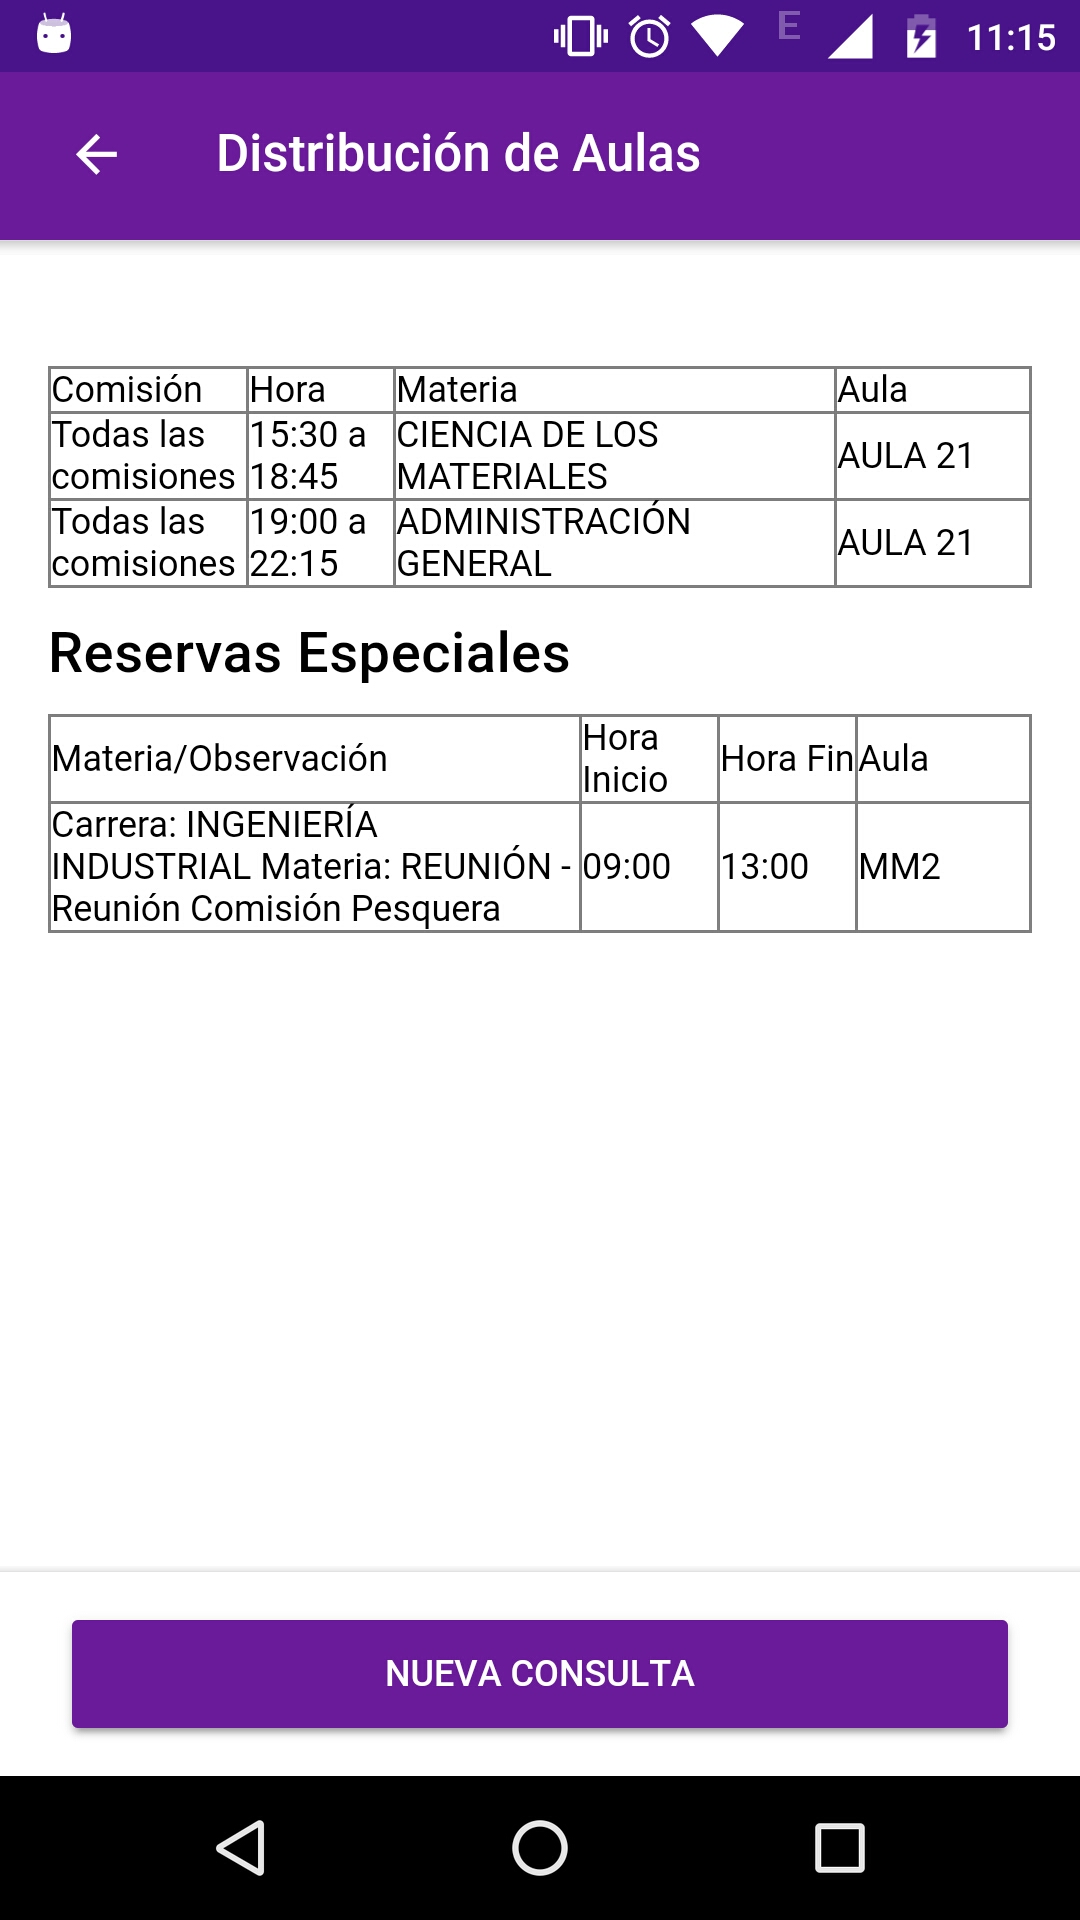 E 11:15
Distribución de Aulas
Comisión Hora Materia Aula
Todas las comisiones 15:30 a 18:45 CIENCIA DE LOS MATERIALES AULA 21
Todas las comisiones 19:00 a 22:15 ADMINISTRACIÓN GENERAL AULA 21
Reservas Especiales
Materia/Observación Hora Inicio Hora Fin Aula
Carrera: INGENIERÍA INDUSTRIAL Materia: REUNIÓN - Reunión Comisión Pesquera 09:00 13:00 MM2
NUEVA CONSULTA